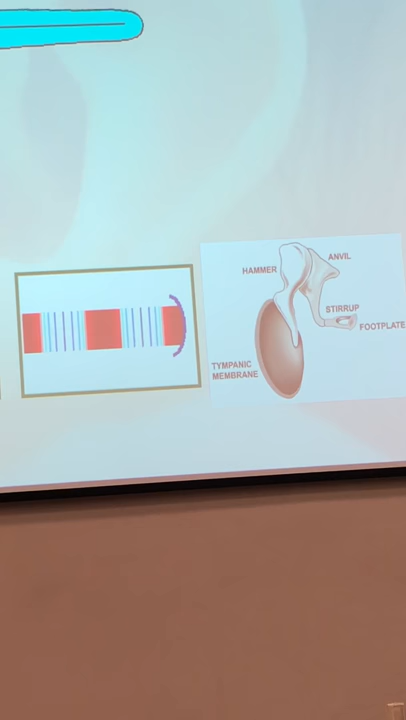 ANVIL
HAMMER
STIRRUP
FOOTPLATE
TYMPANIC
MEMBRANE